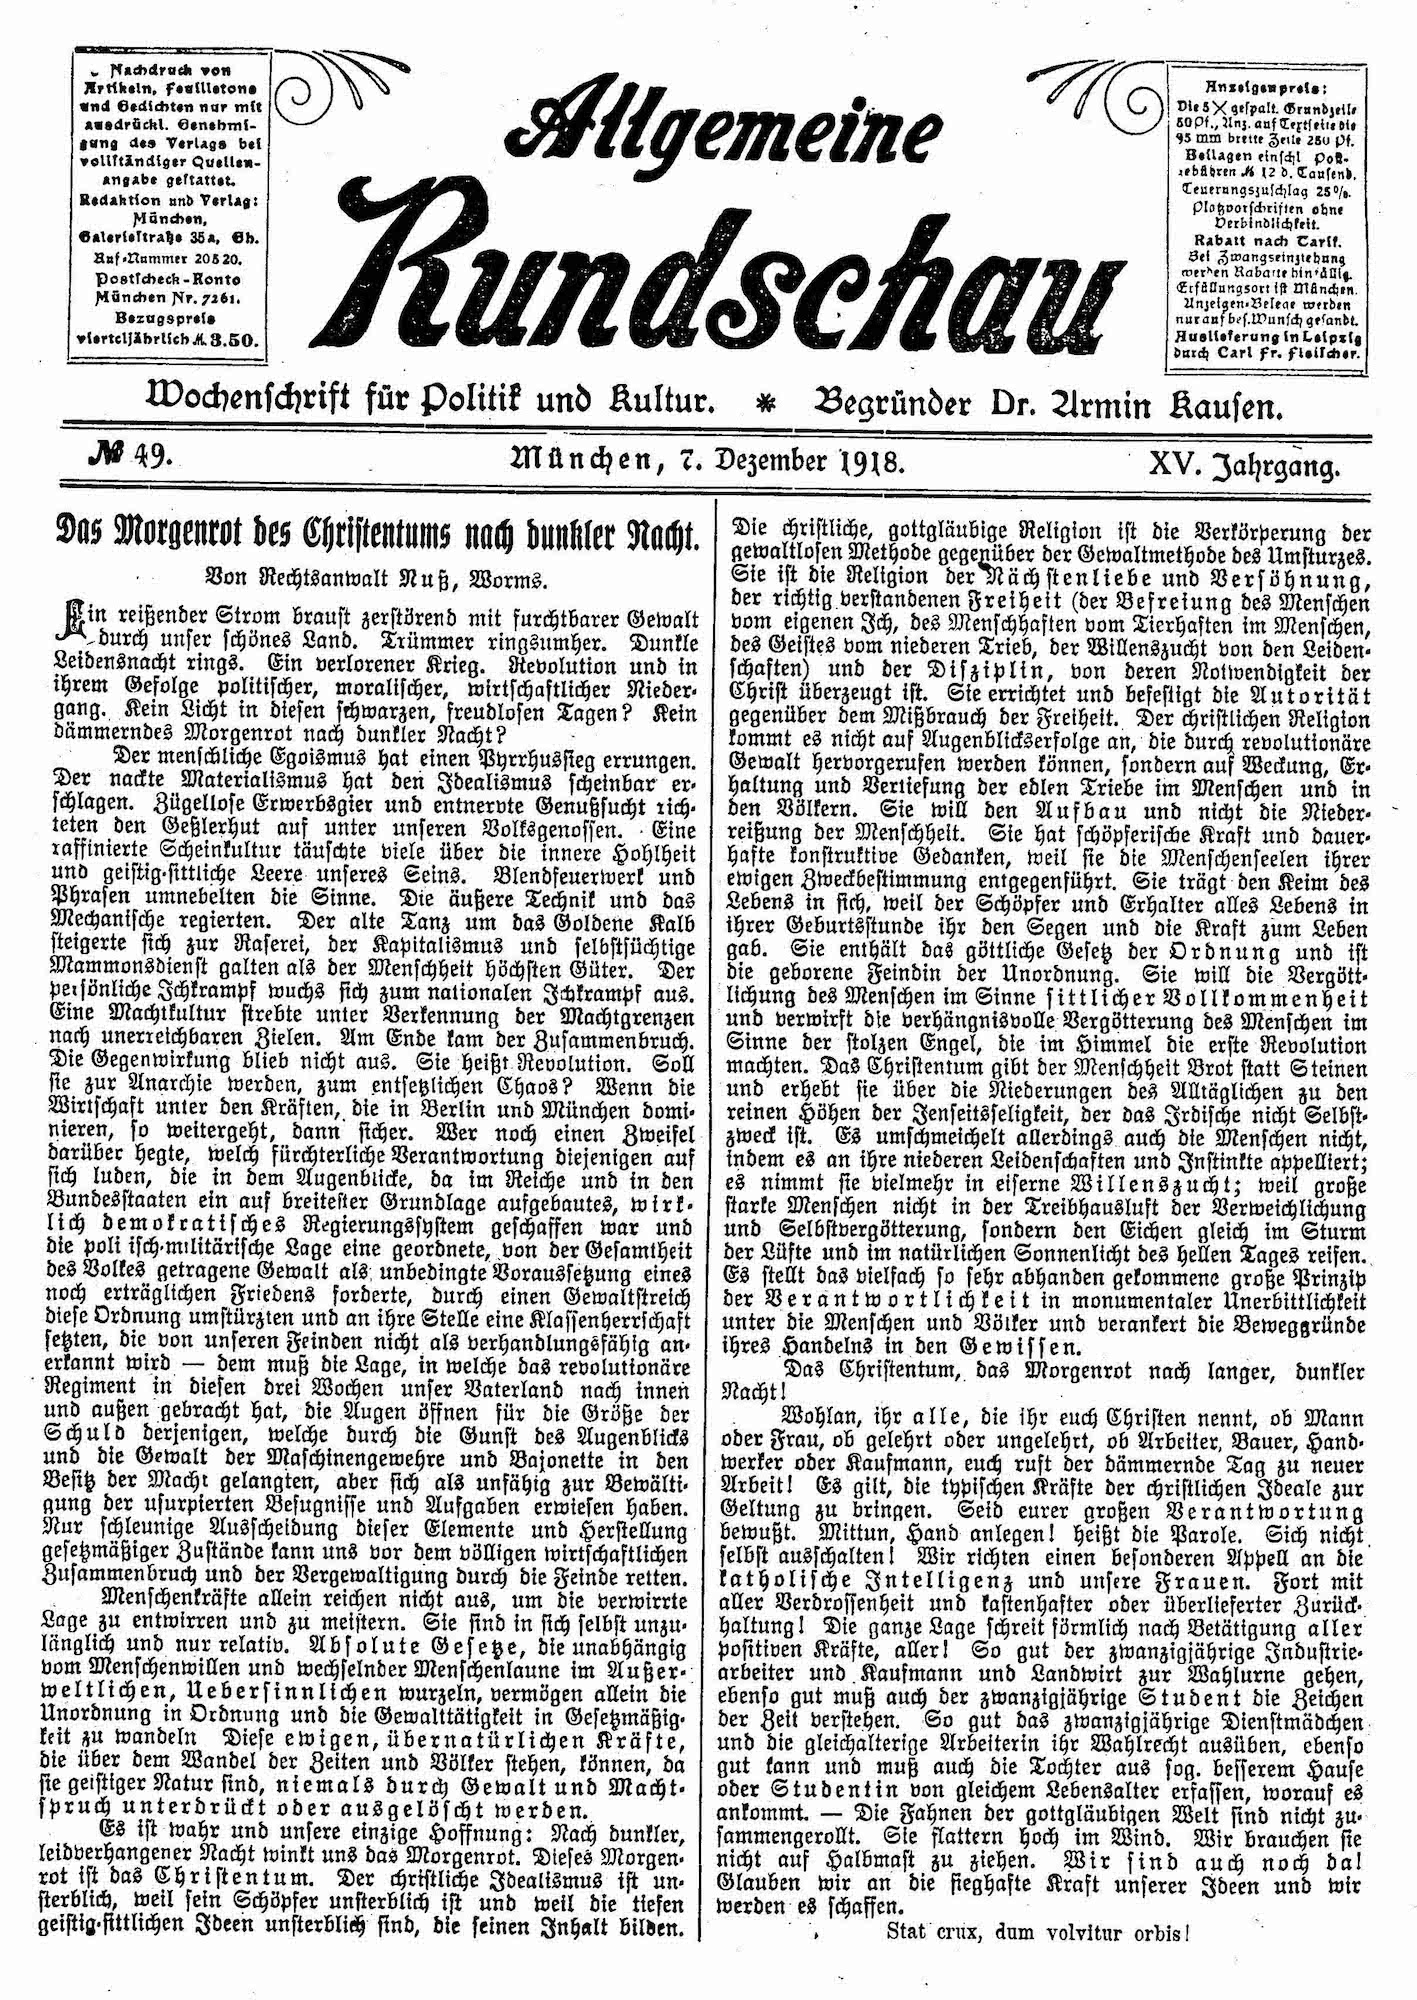 Nachdruck von
Artikeln, Feuilletons
und Gedichten nur mit
ausdrückl. Genehmi-
gung des Verlags bei
vollständiger Quellen-
angabe gestattet.
Redaktion und Verlag:
München,
Galeriestraße 35a, Gh.
Ruf-Nummer 20520.
Postscheck-Konto
München Nr. 7261.
Bezugspreis
vierteljährlich M. 3.50.
Allgemeine
Rundschau
Anzeigenpreis:
Die 5 × gespalt. Grundzeile
50 Pf., Anz. auf Textseite die
95 mm breite Zeile 250 Pf.
Beilagen einschl Post-
gebühren M 12 d. Tausend.
Teuerungszuschlag 25%.
Platzvorschriften ohne
Verbindlichkeit.
Rabatt nach Tarif.
Bei Zwangseinziehung
werden Rabatte hinfällig.
Erfüllungsort ist München.
Anzeigen-Belege werden
nur auf bes. Wunsch gesandt.
Auslieferung in Leipzig
durch Carl Fr. Fleischer.
Wochenschrift für Politik und Kultur. * Begründer Dr. Armin Kausen.
№ 49. München, 7. Dezember 1918. XV. Jahrgang.
Das Morgenrot des Christentums nach dunkler Nacht.
Von Rechtsanwalt Nuß, Worms.
Ein reißender Strom braust zerstörend mit furchtbarer Gewalt
durch unser schönes Land. Trümmer ringsumher. Dunkle
Leidensnacht rings. Ein verlorener Krieg. Revolution und in
ihrem Gefolge politischer, moralischer, wirtschaftlicher Nieder-
gang. Kein Licht in diesen schwarzen, freudlosen Tagen? Kein
dämmerndes Morgenrot nach dunkler Nacht?
Der menschliche Egoismus hat einen Pyrrhussieg errungen.
Der nackte Materialismus hat den Idealismus scheinbar er-
schlagen. Zügellose Erwerbsgier und entnervte Genußsucht rich-
teten den Geßlerhut auf unter unseren Volksgenossen. Eine
raffinierte Scheinkultur täuschte viele über die innere Hohlheit
und geistig-sittliche Leere unseres Seins. Blendfeuerwerk und
Phrasen umnebelten die Sinne. Die äußere Technik und das
Mechanische regierten. Der alte Tanz um das Goldene Kalb
steigerte sich zur Raserei, der Kapitalismus und selbstsüchtige
Mammonsdienst galten als der Menschheit höchsten Güter. Der
persönliche Ichkrampf wuchs sich zum nationalen Ichkrampf aus.
Eine Machtkultur strebte unter Verkennung der Machtgrenzen
nach unerreichbaren Zielen. Am Ende kam der Zusammenbruch.
Die Gegenwirkung blieb nicht aus. Sie heißt Revolution. Soll
sie zur Anarchie werden, zum entsetzlichen Chaos? Wenn die
Wirtschaft unter den Kräften, die in Berlin und München domi-
nieren, so weitergeht, dann sicher. Wer noch einen Zweifel
darüber hegte, welch fürchterliche Verantwortung diejenigen auf
sich luden, die in dem Augenblicke, da im Reiche und in den
Bundesstaaten ein auf breitester Grundlage aufgebautes, wirk-
lich demokratisches Regierungssystem geschaffen war und
die poli isch-militärische Lage eine geordnete, von der Gesamtheit
des Volkes getragene Gewalt als unbedingte Voraussetzung eines
noch erträglichen Friedens forderte, durch einen Gewaltstreich
diese Ordnung umstürzten und an ihre Stelle eine Klassenherrschaft
setzten, die von unseren Feinden nicht als verhandlungsfähig an-
erkannt wird — dem muß die Lage, in welche das revolutionäre
Regiment in diesen drei Wochen unser Vaterland nach innen
und außen gebracht hat, die Augen öffnen für die Größe der
Schuld derjenigen, welche durch die Gunst des Augenblicks
und die Gewalt der Maschinengewehre und Bajonette in den
Besitz der Macht gelangten, aber sich als unfähig zur Bewälti-
gung der usurpierten Befugnisse und Aufgaben erwiesen haben.
Nur schleunige Ausscheidung dieser Elemente und Herstellung
gesetzmäßiger Zustände kann uns vor dem völligen wirtschaftlichen
Zusammenbruch und der Vergewaltigung durch die Feinde retten.
Menschenkräfte allein reichen nicht aus, um die verwirrte
Lage zu entwirren und zu meistern. Sie sind in sich selbst unzu-
länglich und nur relativ. Absolute Gesetze, die unabhängig
vom Menschenwillen und wechselnder Menschenlaune im Außer-
weltlichen, Uebersinnlichen wurzeln, vermögen allein die
Unordnung in Ordnung und die Gewalttätigkeit in Gesetzmäßig-
keit zu wandeln Diese ewigen, übernatürlichen Kräfte,
die über dem Wandel der Zeiten und Völker stehen, können, da
sie geistiger Natur sind, niemals durch Gewalt und Macht-
spruch unterdrückt oder ausgelöscht werden.
Es ist wahr und unsere einzige Hoffnung: Nach dunkler,
leidverhangener Nacht winkt uns das Morgenrot. Dieses Morgen-
rot ist das Christentum. Der christliche Idealismus ist un-
sterblich, weil sein Schöpfer unsterblich ist und weil die tiefen
geistig-sittlichen Ideen unsterblich sind, die seinen Inhalt bilden.
Die christliche, gottgläubige Religion ist die Verkörperung der
gewaltlosen Methode gegenüber der Gewaltmethode des Umsturzes.
Sie ist die Religion der Nächstenliebe und Versöhnung,
der richtig verstandenen Freiheit (der Befreiung des Menschen
vom eigenen Ich, des Menschhaften vom Tierhaften im Menschen,
des Geistes vom niederen Trieb, der Willenszucht von den Leiden-
schaften) und der Disziplin, von deren Notwendigkeit der
Christ überzeugt ist. Sie errichtet und befestigt die Autorität
gegenüber dem Mißbrauch der Freiheit. Der christlichen Religion
kommt es nicht auf Augenblickserfolge an, die durch revolutionäre
Gewalt hervorgerufen werden können, sondern auf Weckung, Er-
haltung und Vertiefung der edlen Triebe im Menschen und in
den Völkern. Sie will den Aufbau und nicht die Nieder-
reißung der Menschheit. Sie hat schöpferische Kraft und dauer-
hafte konstruktive Gedanken, weil sie die Menschenseelen ihrer
ewigen Zweckbestimmung entgegenführt. Sie trägt den Keim des
Lebens in sich, weil der Schöpfer und Erhalter alles Lebens in
ihrer Geburtsstunde ihr den Segen und die Kraft zum Leben
gab. Sie enthält das göttliche Gesetz der Ordnung und ist
die geborene Feindin der Unordnung. Sie will die Vergött-
lichung des Menschen im Sinne sittlicher Vollkommenheit
und verwirft die verhängnisvolle Vergötterung des Menschen im
Sinne der stolzen Engel, die im Himmel die erste Revolution
machten. Das Christentum gibt der Menschheit Brot statt Steinen
und erhebt sie über die Niederungen des Alltäglichen zu den
reinen Höhen der Jenseitsseligkeit, der das Irdische nicht Selbst-
zweck ist. Es umschmeichelt allerdings auch die Menschen nicht,
indem es an ihre niederen Leidenschaften und Instinkte appelliert;
es nimmt sie vielmehr in eiserne Willenszucht; weil große
starke Menschen nicht in der Treibhausluft der Verweichlichung
und Selbstvergötterung, sondern den Eichen gleich im Sturm
der Lüfte und im natürlichen Sonnenlicht des hellen Tages reifen.
Es stellt das vielfach so sehr abhanden gekommene große Prinzip
der Verantwortlichkeit in monumentaler Unerbittlichkeit
unter die Menschen und Völker und verankert die Beweggründe
ihres Handelns in den Gewissen.
Das Christentum, das Morgenrot nach langer, dunkler
Nacht!
Wohlan, ihr alle, die ihr euch Christen nennt, ob Mann
oder Frau, ob gelehrt oder ungelehrt, ob Arbeiter, Bauer, Hand-
werker oder Kaufmann, euch ruft der dämmernde Tag zu neuer
Arbeit! Es gilt, die typischen Kräfte der christlichen Ideale zur
Geltung zu bringen. Seid eurer großen Verantwortung
bewußt. Mittun, Hand anlegen! heißt die Parole. Sich nicht
selbst ausschalten! Wir richten einen besonderen Appell an die
katholische Intelligenz und unsere Frauen. Fort mit
aller Verdrossenheit und kastenhafter oder überlieferter Zurück-
haltung! Die ganze Lage schreit förmlich nach Betätigung aller
positiven Kräfte, aller! So gut der zwanzigjährige Industrie-
arbeiter und Kaufmann und Landwirt zur Wahlurne gehen,
ebenso gut muß auch der zwanzigjährige Student die Zeichen
der Zeit verstehen. So gut das zwanzigjährige Dienstmädchen
und die gleichalterige Arbeiterin ihr Wahlrecht ausüben, ebenso
gut kann und muß auch die Tochter aus sog. besserem Hause
oder Studentin von gleichem Lebensalter erfassen, worauf es
ankommt. — Die Fahnen der gottgläubigen Welt sind nicht zu-
sammengerollt. Sie flattern hoch im Wind. Wir brauchen sie
nicht auf Halbmast zu ziehen. Wir sind auch noch da!
Glauben wir an die sieghafte Kraft unserer Ideen und wir
werden es schaffen.
Stat crux, dum volvitur orbis!